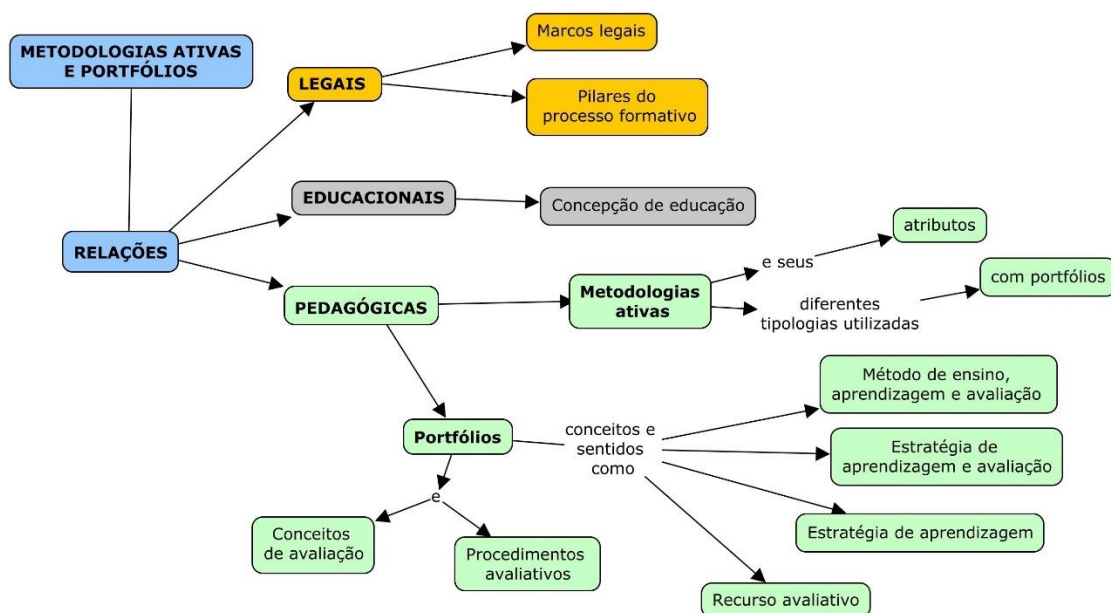 METODOLOGIAS ATIVAS
E PORTFÓLIOS
RELAÇÕES
LEGAIS
Marcos legais
Pilares do
processo formativo
EDUCACIONAIS
Concepção de educação
PEDAGÓGICAS
Metodologias
ativas
e seus
atributos
diferentes
tipologias utilizadas
com portfólios
Portfólios
conceitos e
sentidos
como
Método de ensino,
aprendizagem e avaliação
Estratégia de
aprendizagem e avaliação
Estratégia de aprendizagem
Recurso avaliativo
e
Conceitos
de avaliação
Procedimentos
avaliativos